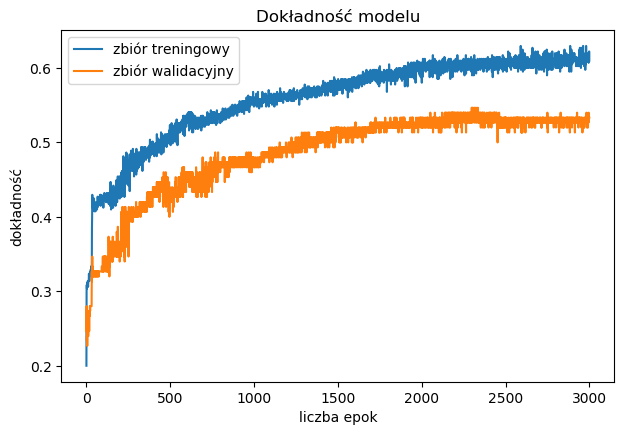 Dokładność modelu
zbiór treningowy
zbiór walidacyjny
dokładność
0.6
0.5
0.4
0.3
0.2
0 500 1000 1500 2000 2500 3000
liczba epok